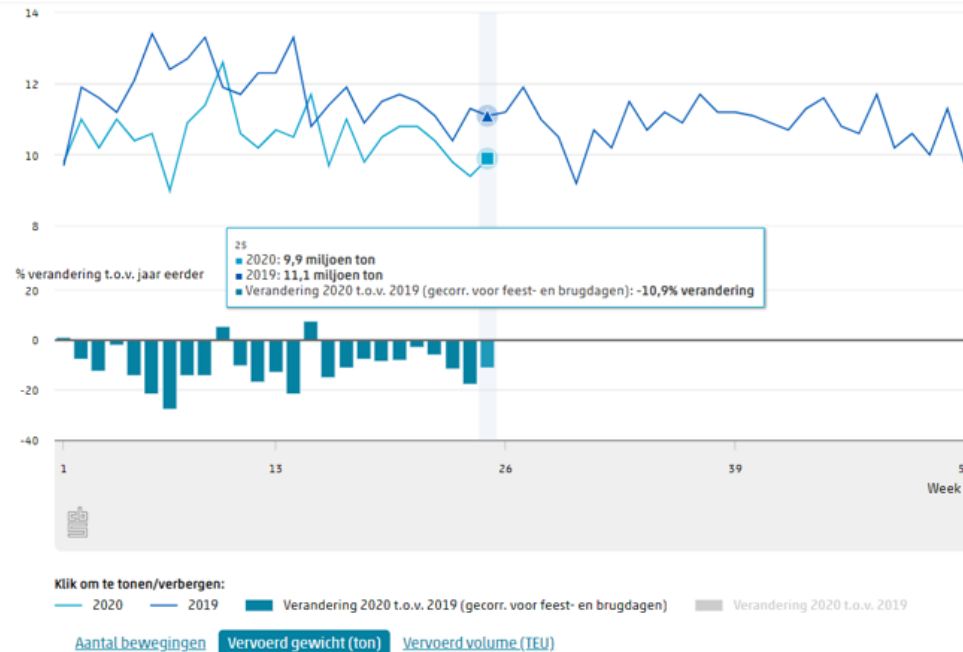 14
12
10
8
25
2020: 9,9 miljoen ton
2019: 11,1 miljoen ton
Verandering 2020 t.o.v. 2019 (gecorr. voor feest- en brugdagen): -10,9% verandering
% verandering t.o.v. jaar eerder
20
0
-20
-40
1 13 26 39
Week
Klik om te tonen/verbergen:
2020 2019 Verandering 2020 t.o.v. 2019 (gecorr. voor feest- en brugdagen) Verandering 2020 t.o.v. 2019
Aantal bewegingen Vervoerd gewicht (ton) Vervoerd volume (TEU)